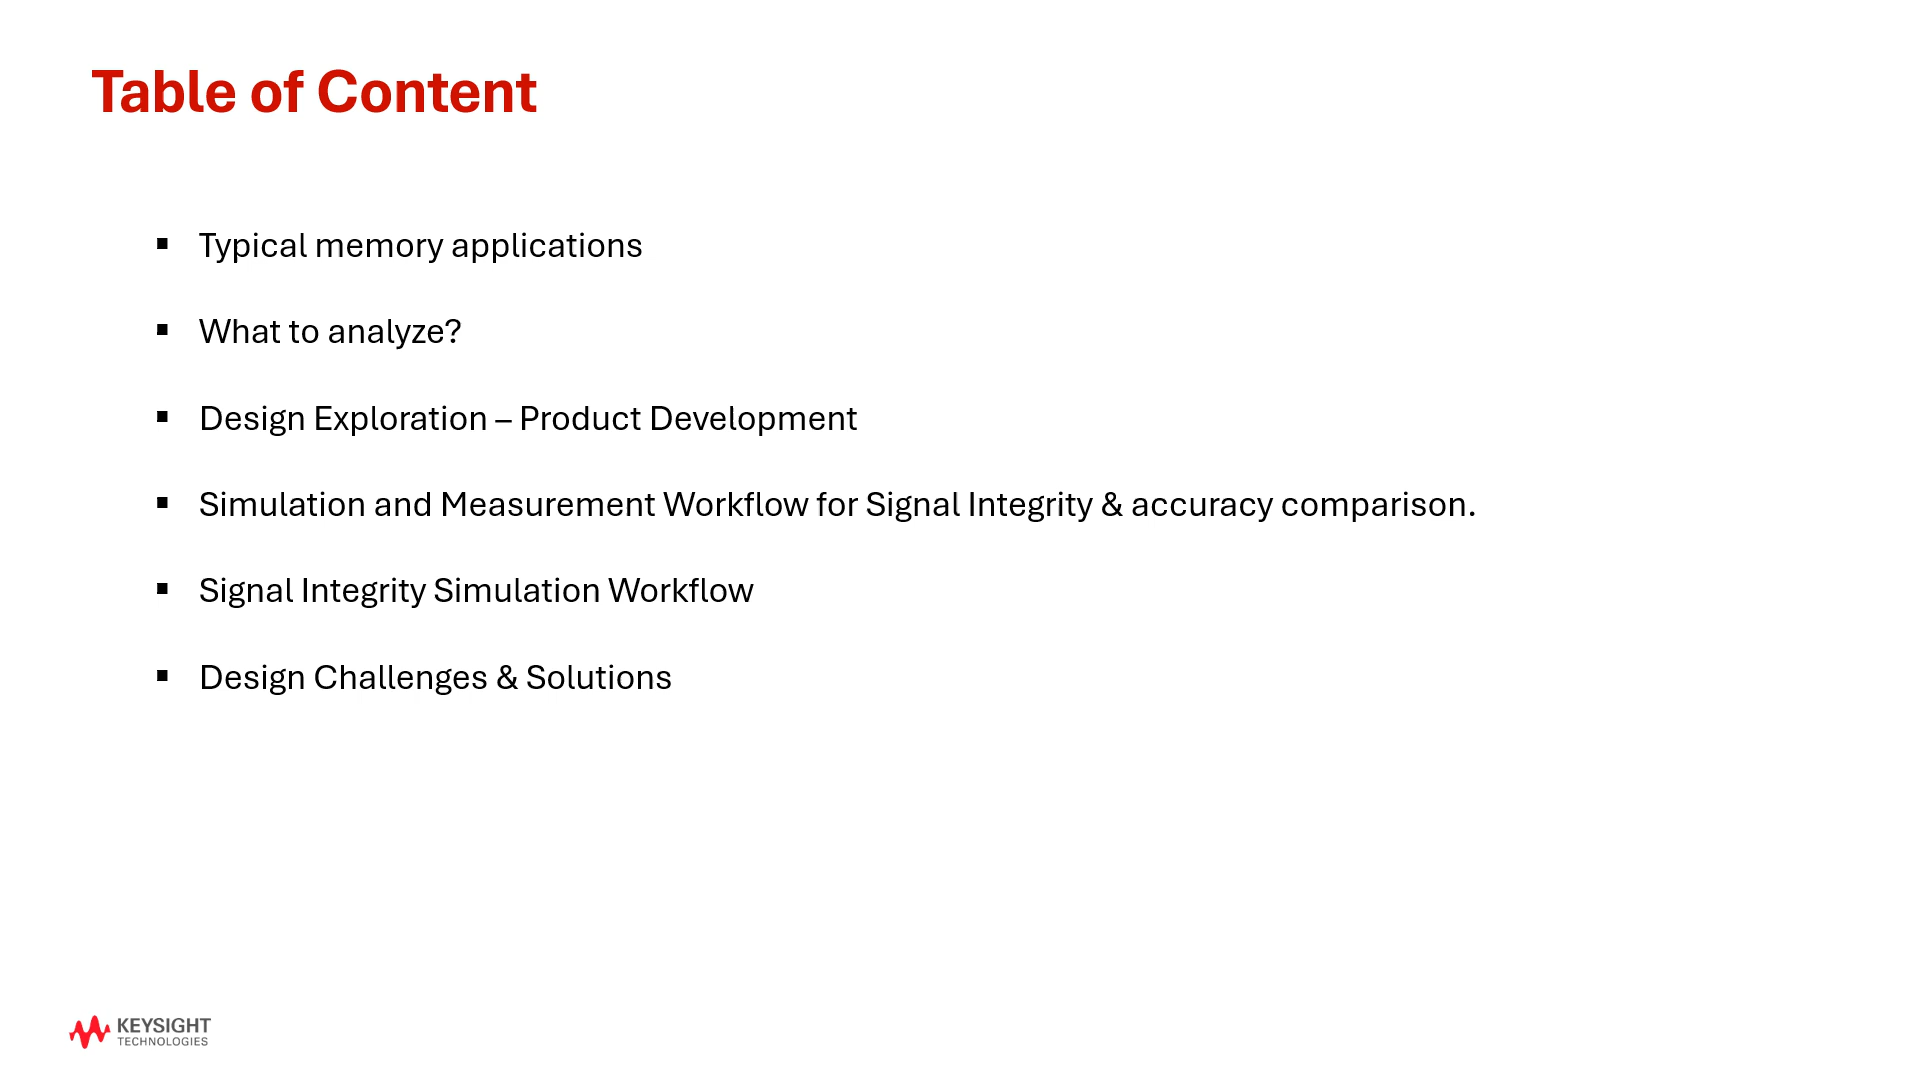 Table of Content
▪ Typical memory applications
▪ What to analyze?
▪ Design Exploration – Product Development
▪ Simulation and Measurement Workflow for Signal Integrity & accuracy comparison.
▪ Signal Integrity Simulation Workflow
▪ Design Challenges & Solutions
KEYSIGHT
TECHNOLOGIES